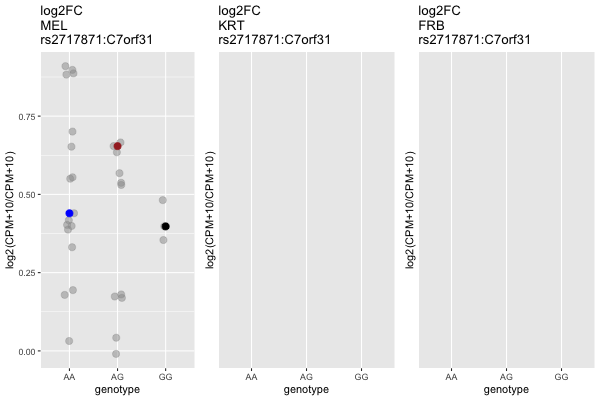 log2FC
MEL
rs2717871:C7orf31
log2(CPM+10/CPM+10)
0.75
0.50
0.25
0.00
AA AG GG
genotype
log2FC
KRT
rs2717871:C7orf31
log2(CPM+10/CPM+10)
AA AG GG
genotype
log2FC
FRB
rs2717871:C7orf31
log2(CPM+10/CPM+10)
AA AG GG
genotype